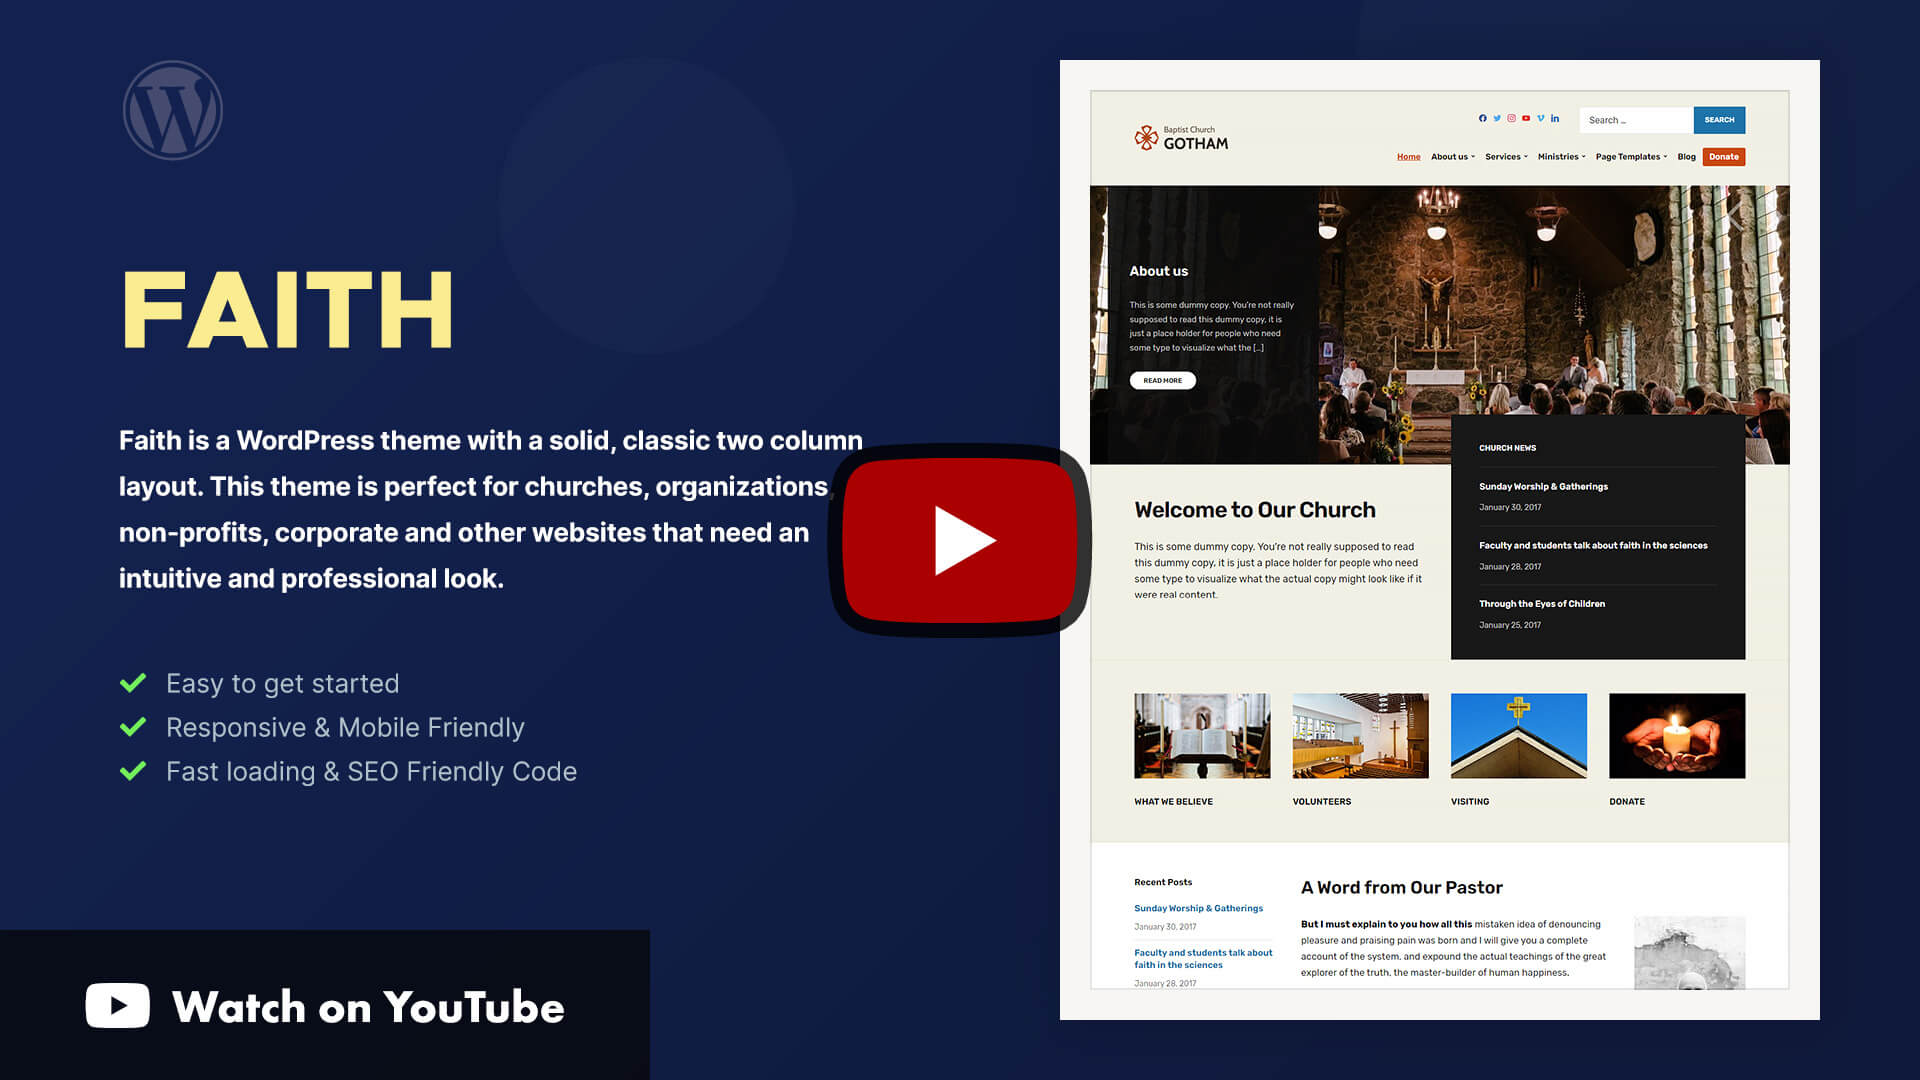 FAITH
Faith is a WordPress theme with a solid, classic two column
layout. This theme is perfect for churches, organizations,
non-profits, corporate and other websites that need an
intuitive and professional look.
Easy to get started
Responsive & Mobile Friendly
Fast loading & SEO Friendly Code
Watch on YouTube
Baptist Church
GOTHAM
Search ...
SEARCH
Home About us Services Ministries Page Templates Blog Donate
About us
This is some dummy copy. You're not really
supposed to read this dummy copy, it is
just a place holder for people who need
some type to visualize what the [...]
READ MORE
Welcome to Our Church
This is some dummy copy. You're not really supposed to read
this dummy copy, it is just a place holder for people who need
some type to visualize what the actual copy might look like if it
were real content.
CHURCH NEWS
Sunday Worship & Gatherings
January 30, 2017
Faculty and students talk about faith in the sciences
January 28, 2017
Through the Eyes of Children
January 25, 2017
WHAT WE BELIEVE
VOLUNTEERS
VISITING
DONATE
Recent Posts
Sunday Worship & Gatherings
January 30, 2017
Faculty and students talk about
faith in the sciences
January 28, 2017
A Word from Our Pastor
But I must explain to you how all this mistaken idea of denouncing
pleasure and praising pain was born and I will give you a complete
account of the system, and expound the actual teachings of the great
explorer of the truth, the master-builder of human happiness.